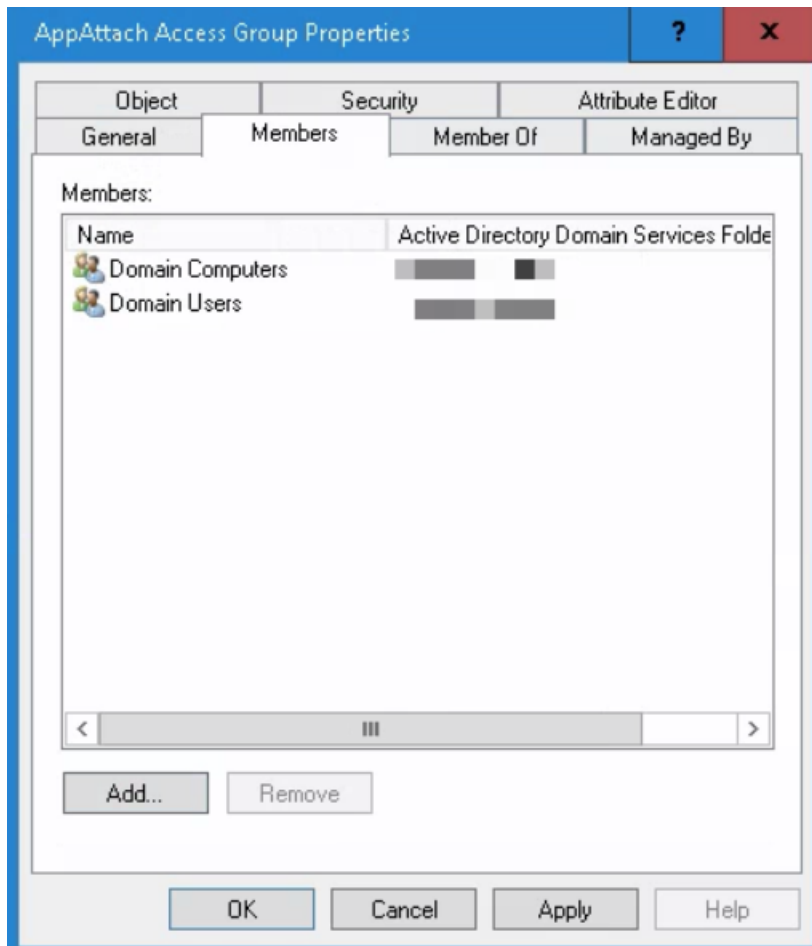 AppAttach Access Group Properties ? x
Object Security Attribute Editor
General Members Member Of Managed By
Members:
Name Active Directory Domain Services Folde
Domain Computers
Domain Users
Add... Remove
OK Cancel Apply Help